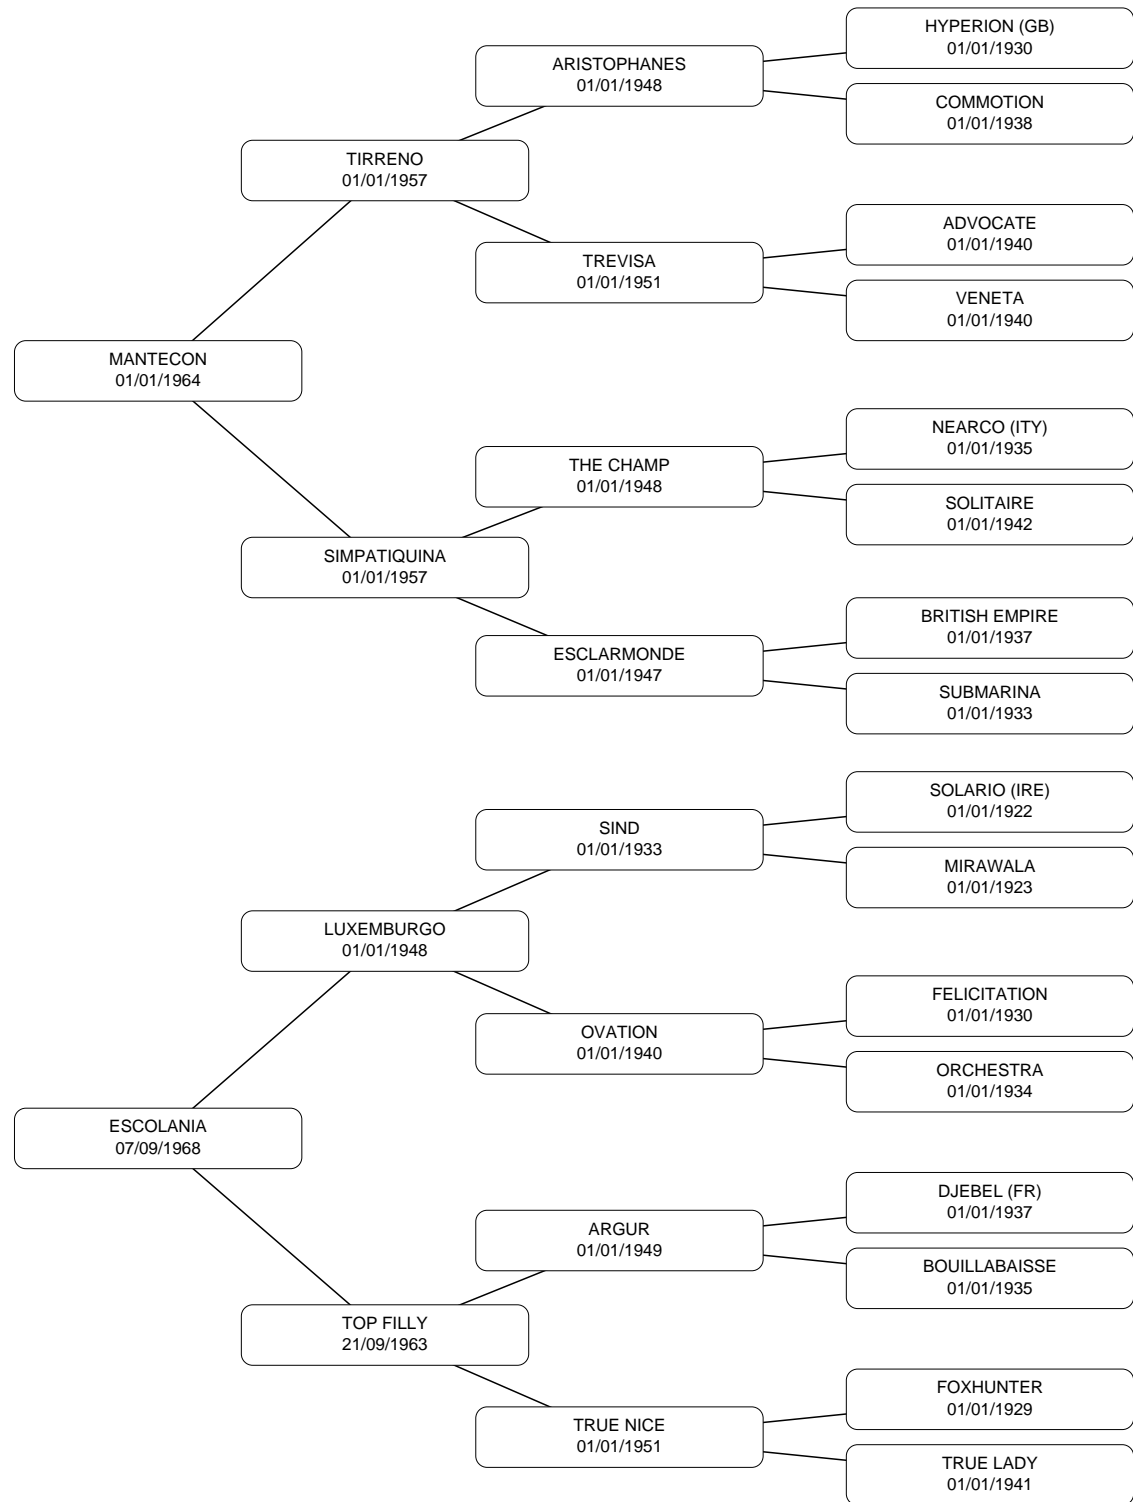 HYPERION (GB)
01/01/1930
ARISTOPHANES
01/01/1948
COMMOTION
01/01/1938
TIRRENO
01/01/1957
ADVOCATE
01/01/1940
TREVISA
01/01/1951
VENETA
01/01/1940
MANTECON
01/01/1964
NEARCO (ITY)
01/01/1935
THE CHAMP
01/01/1948
SOLITAIRE
01/01/1942
SIMPATIQUINA
01/01/1957
BRITISH EMPIRE
01/01/1937
ESCLARMONDE
01/01/1947
SUBMARINA
01/01/1933
SOLARIO (IRE)
01/01/1922
SIND
01/01/1933
MIRAWALA
01/01/1923
LUXEMBURGO
01/01/1948
FELICITATION
01/01/1930
OVATION
01/01/1940
ORCHESTRA
01/01/1934
ESCOLANIA
07/09/1968
DJEBEL (FR)
01/01/1937
ARGUR
01/01/1949
BOUILLABAISSE
01/01/1935
TOP FILLY
21/09/1963
FOXHUNTER
01/01/1929
TRUE NICE
01/01/1951
TRUE LADY
01/01/1941